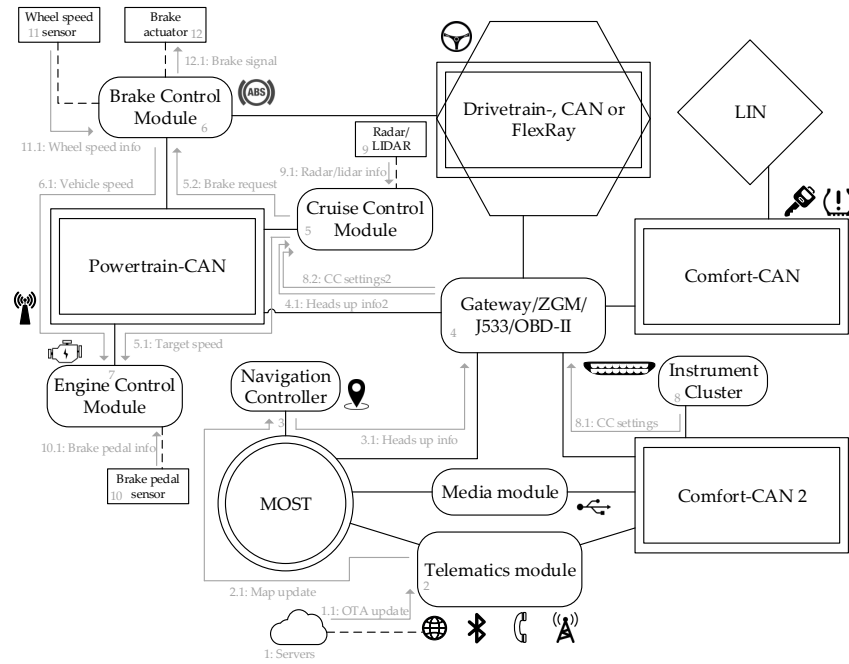 Wheel speed
11 sensor
Brake
actuator 12
12.1: Brake signal
Brake Control
Module
6
ABS
11.1: Wheel speed info
Radar/
9 LIDAR
9.1: Radar/lidar info
6.1: Vehicle speed
5.2: Brake request
Cruise Control
5 Module
Drivetrain-, CAN or
FlexRay
LIN
Powertrain-CAN
8.2: CC settings2
4.1: Heads up info2
Gateway/ZGM/
J533/OBD-II
4
Comfort-CAN
5.1: Target speed
7
Engine Control
Module
10.1: Brake pedal info
Brake pedal
10 sensor
Navigation
Controller
3
3.1: Heads up info
Instrument
Cluster
8
8.1: CC settings
MOST
Media module
Comfort-CAN 2
Telematics module
2
2.1: Map update
1.1: OTA update
1: Servers